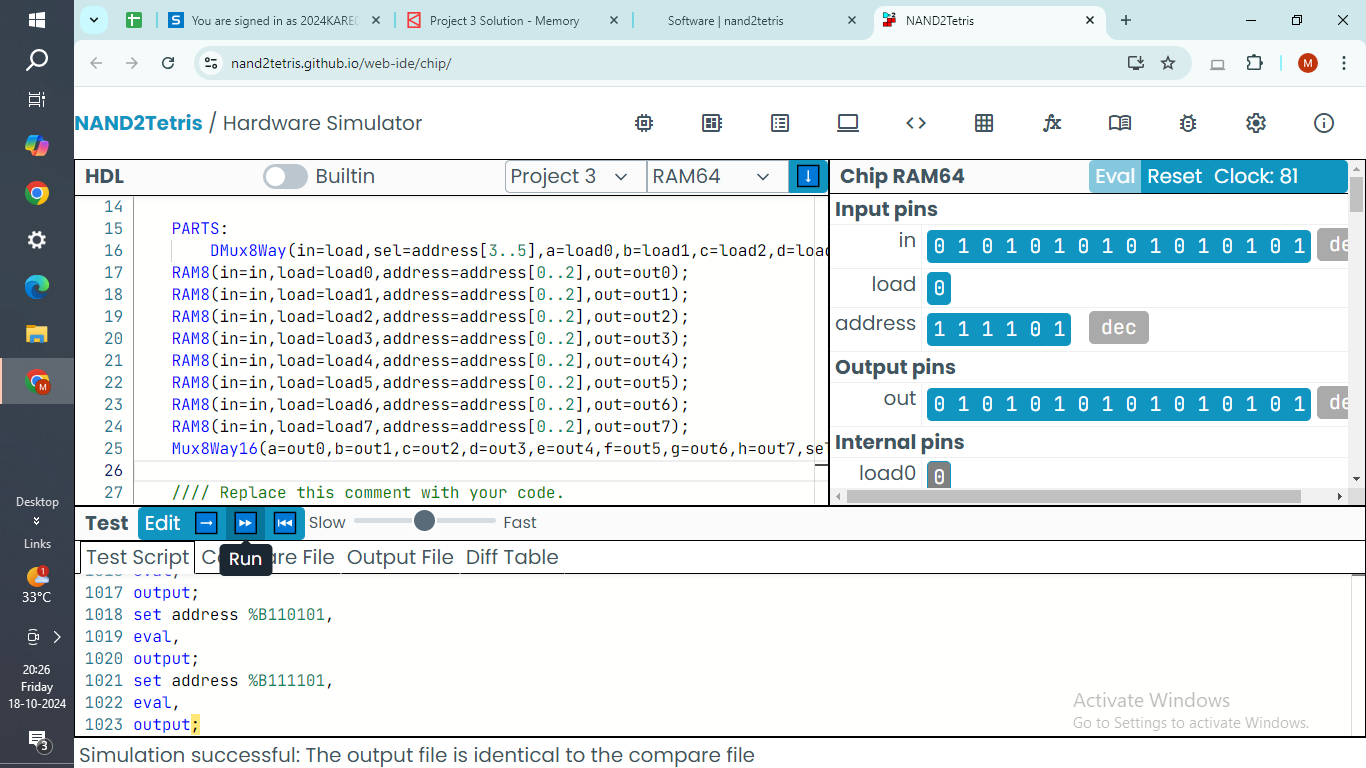 You are signed in as 2024KAREC
Project 3 Solution - Memory
Software | nand2tetris
NAND2Tetris
nand2tetris.github.io/web-ide/chip/
M
NAND2Tetris / Hardware Simulator
HDL
Builtin
Project 3
RAM64
Chip RAM64
Eval Reset Clock: 81
14
15 PARTS:
16 DMux8Way(in=load,sel=address[3..5],a=load0,b=load1,c=load2,d=load
17 RAM8(in=in,load=load0,address=address[0..2],out=out0);
18 RAM8(in=in,load=load1,address=address[0..2],out=out1);
19 RAM8(in=in,load=load2,address=address[0..2],out=out2);
20 RAM8(in=in,load=load3,address=address[0..2],out=out3);
21 RAM8(in=in,load=load4,address=address[0..2],out=out4);
22 RAM8(in=in,load=load5,address=address[0..2],out=out5);
23 RAM8(in=in,load=load6,address=address[0..2],out=out6);
24 RAM8(in=in,load=load7,address=address[0..2],out=out7);
25 Mux8Way16(a=out0,b=out1,c=out2,d=out3,e=out4,f=out5,g=out6,h=out7,se
26
27 //// Replace this comment with your code.
Input pins
in 0 1 0 1 0 1 0 1 0 1 0 1 0 1 0 1 de
load 0
address 1 1 1 1 0 1 dec
Output pins
out 0 1 0 1 0 1 0 1 0 1 0 1 0 1 0 1 de
Internal pins
load0 0
Test Edit Slow Fast
Test Script Co are File Output File Diff Table
Run
1017 output;
1018 set address %B110101,
1019 eval,
1020 output;
1021 set address %B111101,
1022 eval,
1023 output;
Activate Windows
Go to Settings to activate Windows.
Simulation successful: The output file is identical to the compare file
M
Desktop
Links
1
33°C
20:26
Friday
18-10-2024
3